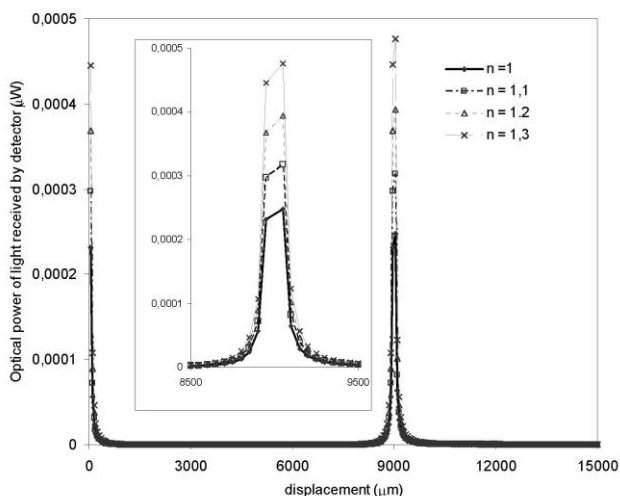 0,0005
0,0004
0,0003
0,0002
0,0001
0
Optical power of light received by detector (µW)
0,0005
0,0004
0,0003
0,0002
0,0001
0
8500 9500
n =1
n = 1,1
n = 1.2
n = 1,3
0 3000 6000 9000 12000 15000
displacement (µm)